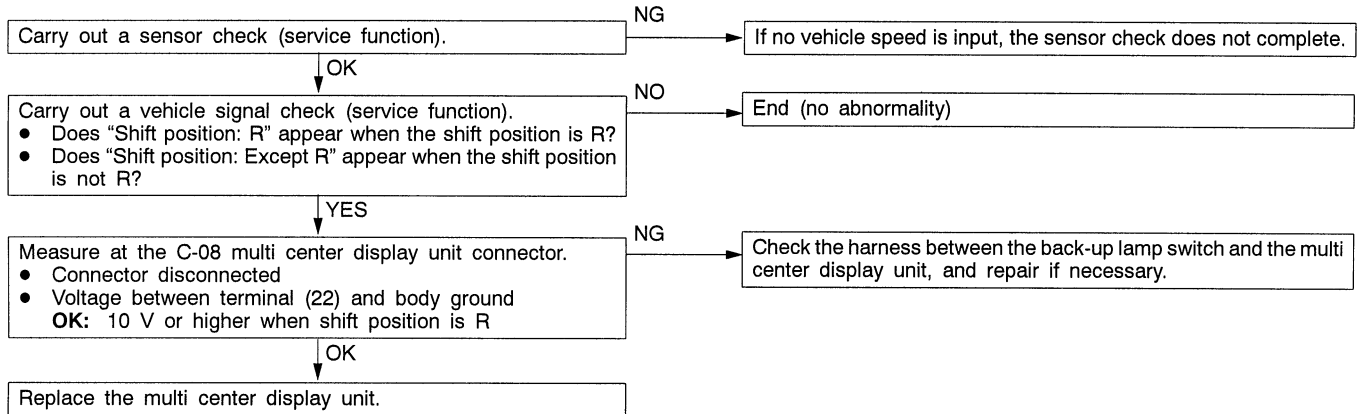 NG
Carry out a sensor check (service function).
If no vehicle speed is input, the sensor check does not complete.
OK
Carry out a vehicle signal check (service function).
● Does “Shift position: R” appear when the shift position is R?
● Does “Shift position: Except R” appear when the shift position
is not R?
NO
End (no abnormality)
YES
Measure at the C-08 multi center display unit connector.
● Connector disconnected
● Voltage between terminal (22) and body ground
OK: 10 V or higher when shift position is R
NG
Check the harness between the back-up lamp switch and the multi
center display unit, and repair if necessary.
OK
Replace the multi center display unit.